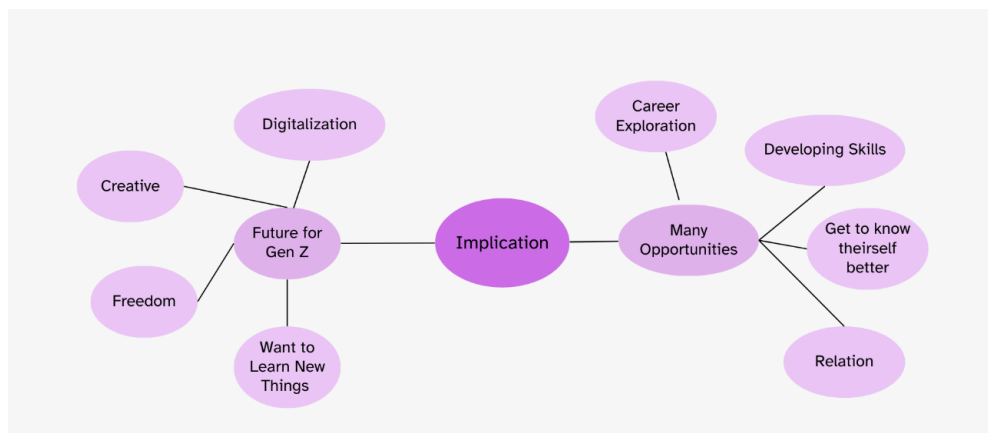 Digitalization
Creative
Future for
Gen Z
Freedom
Want to
Learn New
Things
Implication
Career
Exploration
Many
Opportunities
Developing Skills
Get to know
theirself
better
Relation